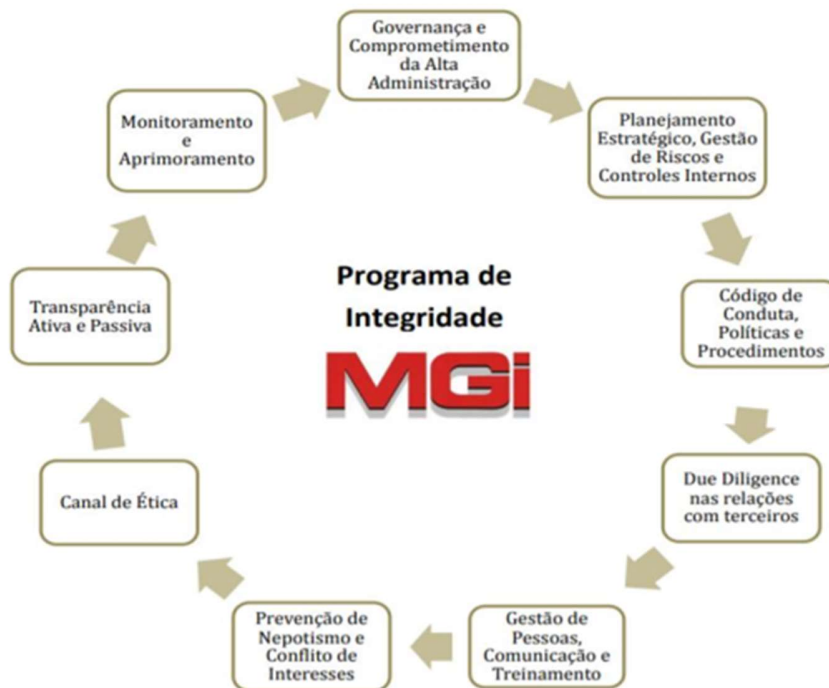 Governança e
Comprometimento
da Alta
Administração
Planejamento
Estratégico, Gestão
de Riscos e
Controles Internos
Código de
Conduta,
Políticas e
Procedimentos
Due Diligence
nas relações
com terceiros
Gestão de
Pessoas,
Comunicação e
Treinamento
Prevenção de
Nepotismo e
Conflito de
Interesses
Canal de Ética
Transparência
Ativa e Passiva
Monitoramento
e
Aprimoramento
Programa de
Integridade
MGi